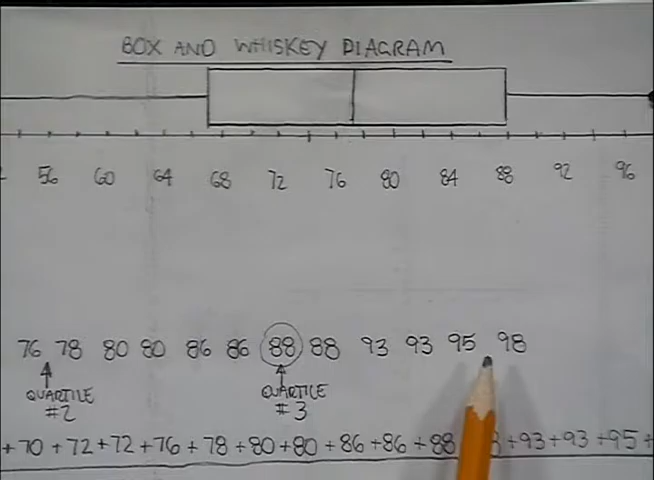 BOX AND WHISKEY DIAGRAM
56 60 64 68 72 76 80 84 88 92 96
76 78 80 80 86 86 88 88 93 93 95 98
QUARTILE QUARTILE
#2 #3
+70+72+72+76+78+80+80+86+86+88 +93+93+95+